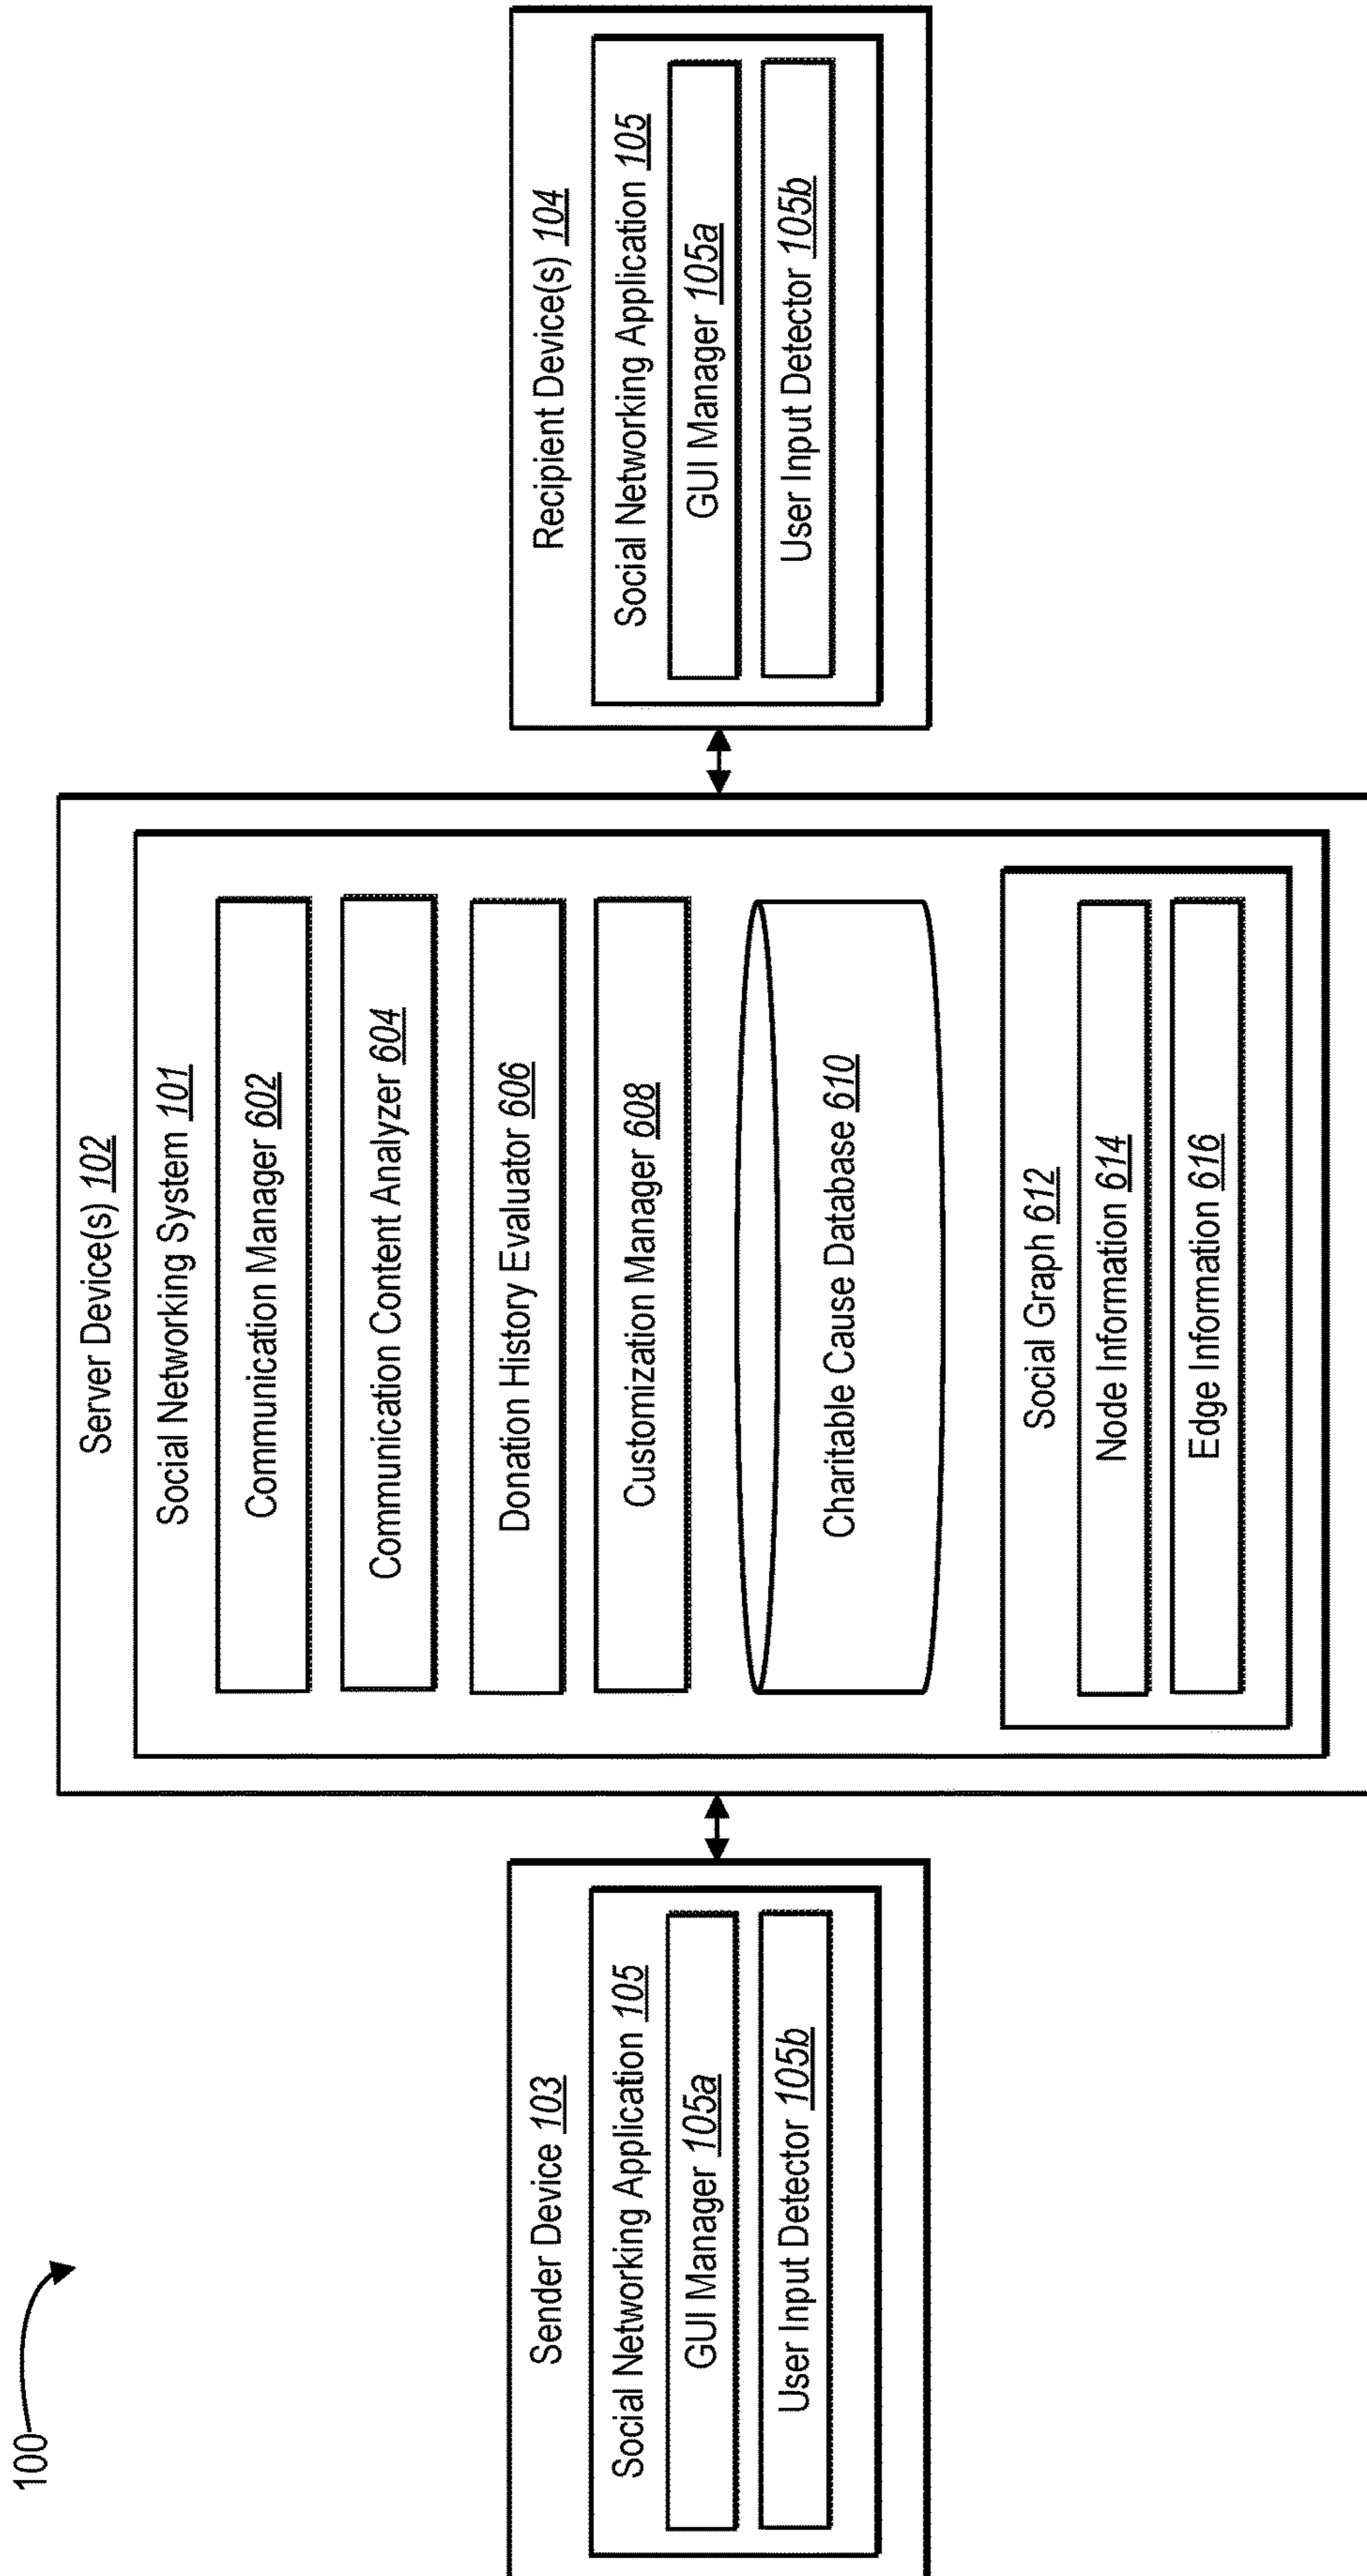 100
Sender Device 103
Social Networking Application 105
GUI Manager 105a
User Input Detector 105b
Server Device(s) 102
Social Networking System 101
Communication Manager 602
Communication Content Analyzer 604
Donation History Evaluator 606
Customization Manager 608
Charitable Cause Database 610
Social Graph 612
Node Information 614
Edge Information 616
Recipient Device(s) 104
Social Networking Application 105
GUI Manager 105a
User Input Detector 105b